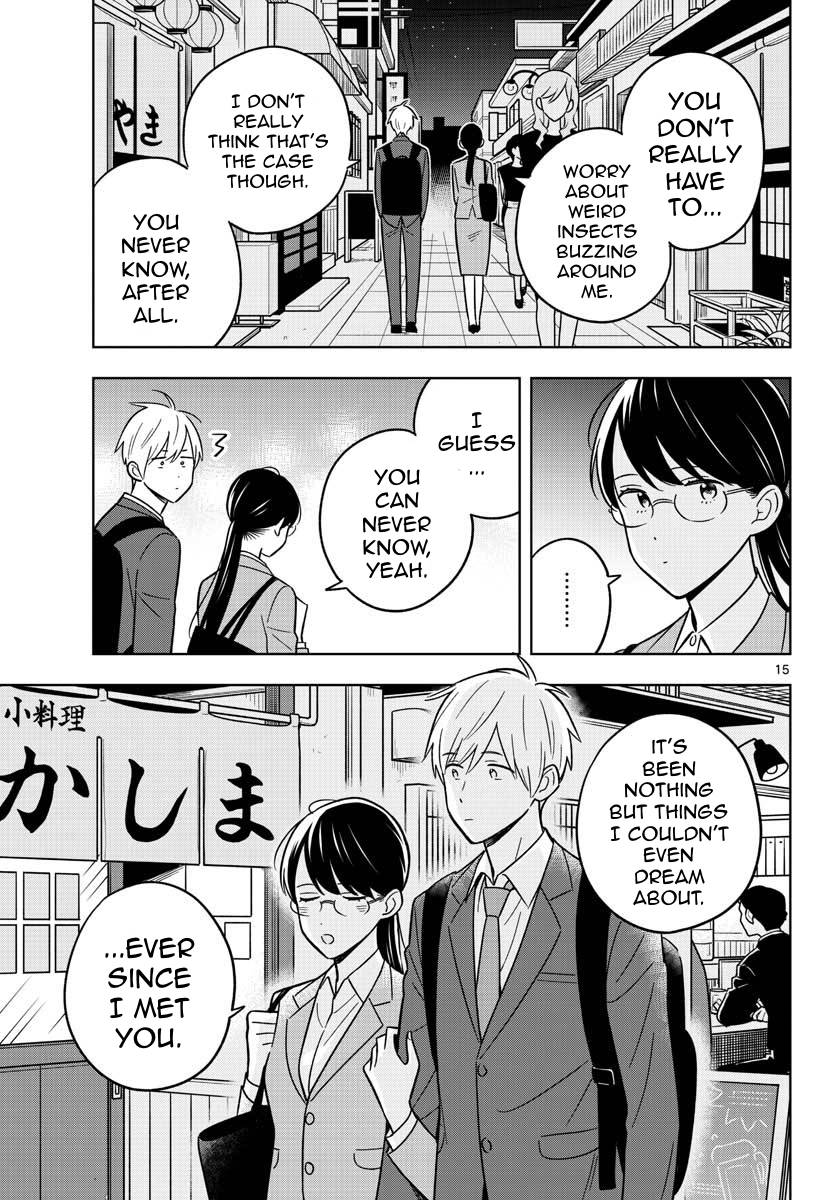 YOU
DON'T
REALLY
HAVE
TO...
WORRY
ABOUT
WEIRD
INSECTS
BUZZING
AROUND
ME.
I DON'T
REALLY
THINK THAT'S
THE CASE
THOUGH.
YOU
NEVER
KNOW,
AFTER
ALL.
やき
.........
I
GUESS
...
YOU
CAN
NEVER
KNOW,
YEAH.
15
IT'S
BEEN
NOTHING
BUT THINGS
I COULDN'T
EVEN
DREAM
ABOUT.
小料理
かしま
...EVER
SINCE
I MET
YOU.